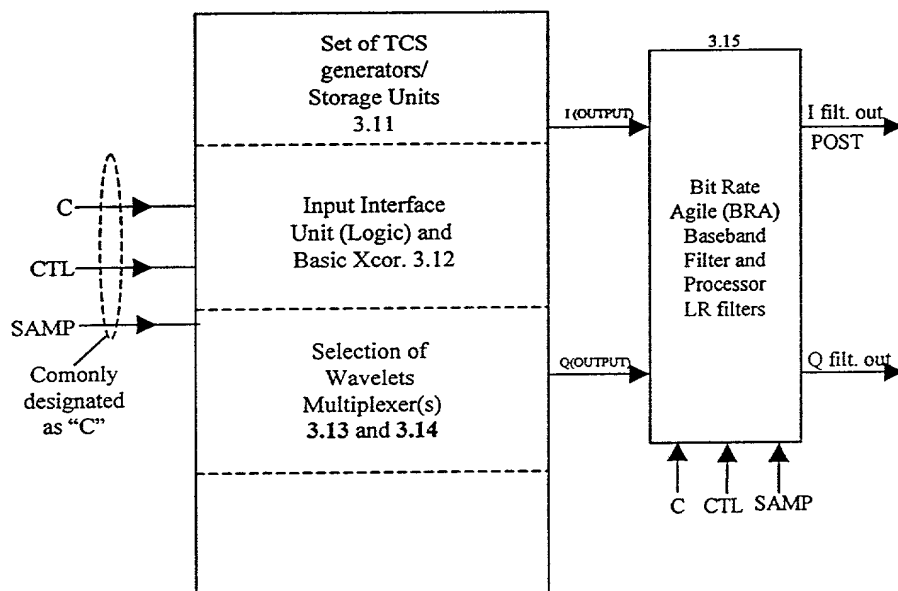 Set of TCS
generators/
Storage Units
3.11
C
CTL
SAMP
Comonly
designated
as “C”
Input Interface
Unit (Logic) and
Basic Xcor. 3.12
Selection of
Wavelets
Multiplexer(s)
3.13 and 3.14
I (OUTPUT)
Q(OUTPUT)
3.15
Bit Rate
Agile (BRA)
Baseband
Filter and
Processor
LR filters
I filt. out
POST
Q filt. out
C CTL SAMP